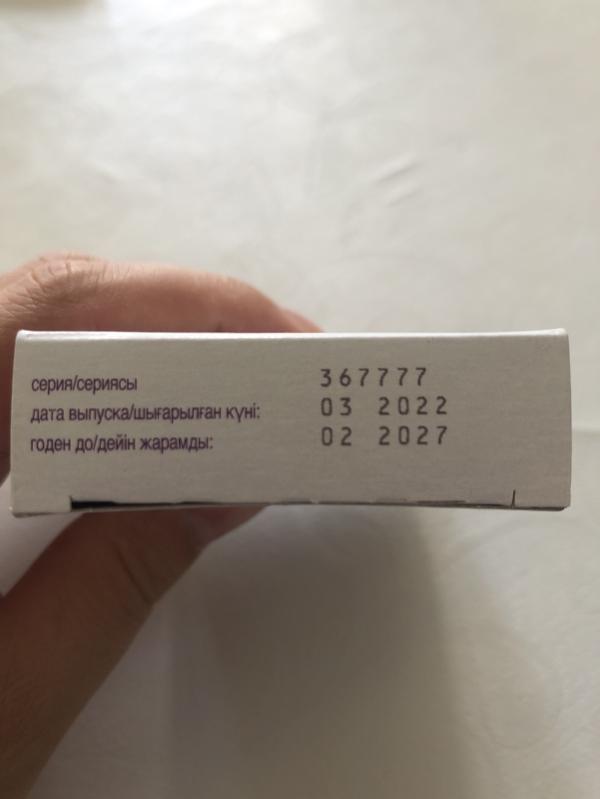 серия/сериясы 367777
дата выпуска/шығарылған күні: 03 2022
годен до/дейін жарамды: 02 2027